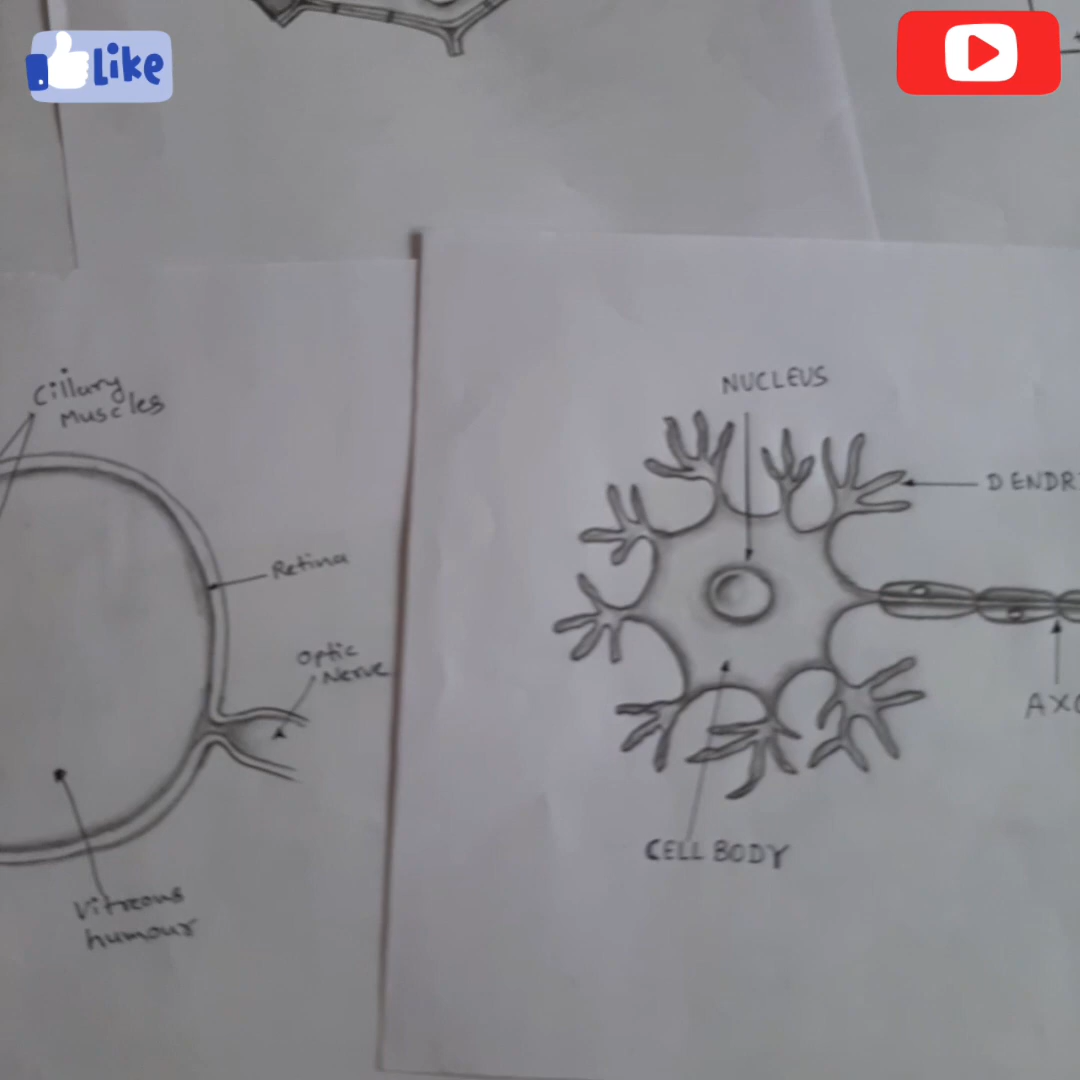 Like
Cillary
Muscles
Retina
Optic
Nerve
Vitreous
humour
NUCLEUS
DENDR
AXO
CELL BODY